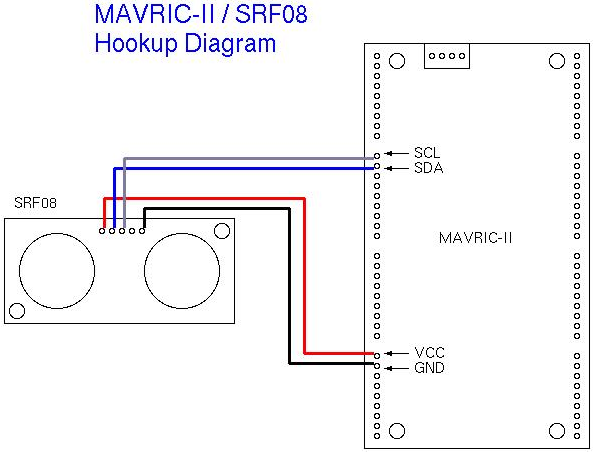 MAVRIC-II / SRF08
Hookup Diagram
SCL
SDA
SRF08
MAVRIC-II
VCC
GND